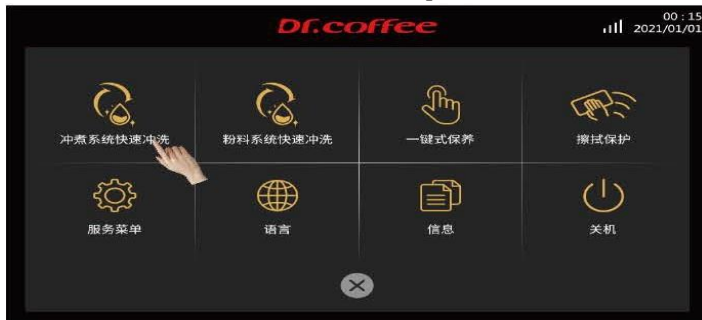 Dr.coffee
00 : 15
2021/01/01
冲煮系统快速冲洗
粉料系统快速冲洗
一键式保养
擦拭保护
服务菜单
语言
信息
关机